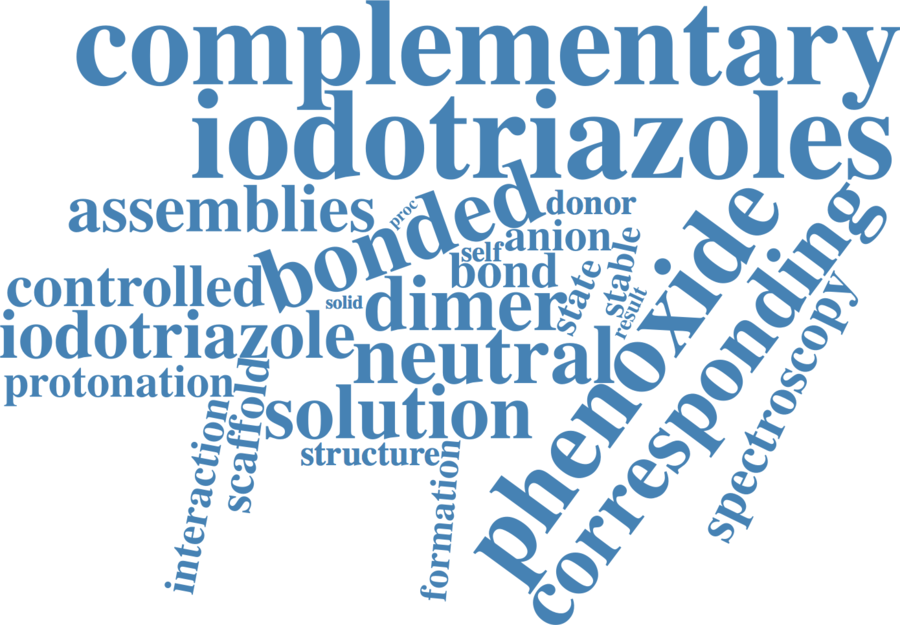 complementary
iodotriazoles
assemblies
proc
bonded
donor
anion
self
bond
controlled
solid
dimer
state
stable
result
iodotriazole
neutral
phenoxide
corresponding
spectroscopy
protonation
scaffold
solution
structure
interaction
formation